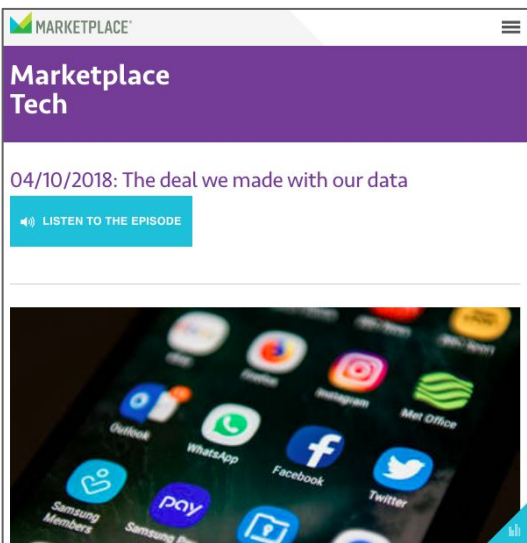 MARKETPLACE®
Marketplace
Tech
04/10/2018: The deal we made with our data
LISTEN TO THE EPISODE
Firefox
Instagram
Met Office
Outlook
WhatsApp
Facebook
Twitter
Samsung
Members
pay
Samsung